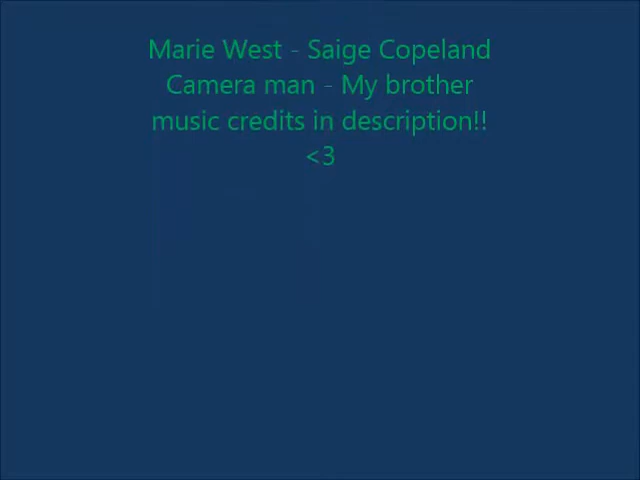 Marie West - Saige Copeland
Camera man - My brother
music credits in description!!
<3